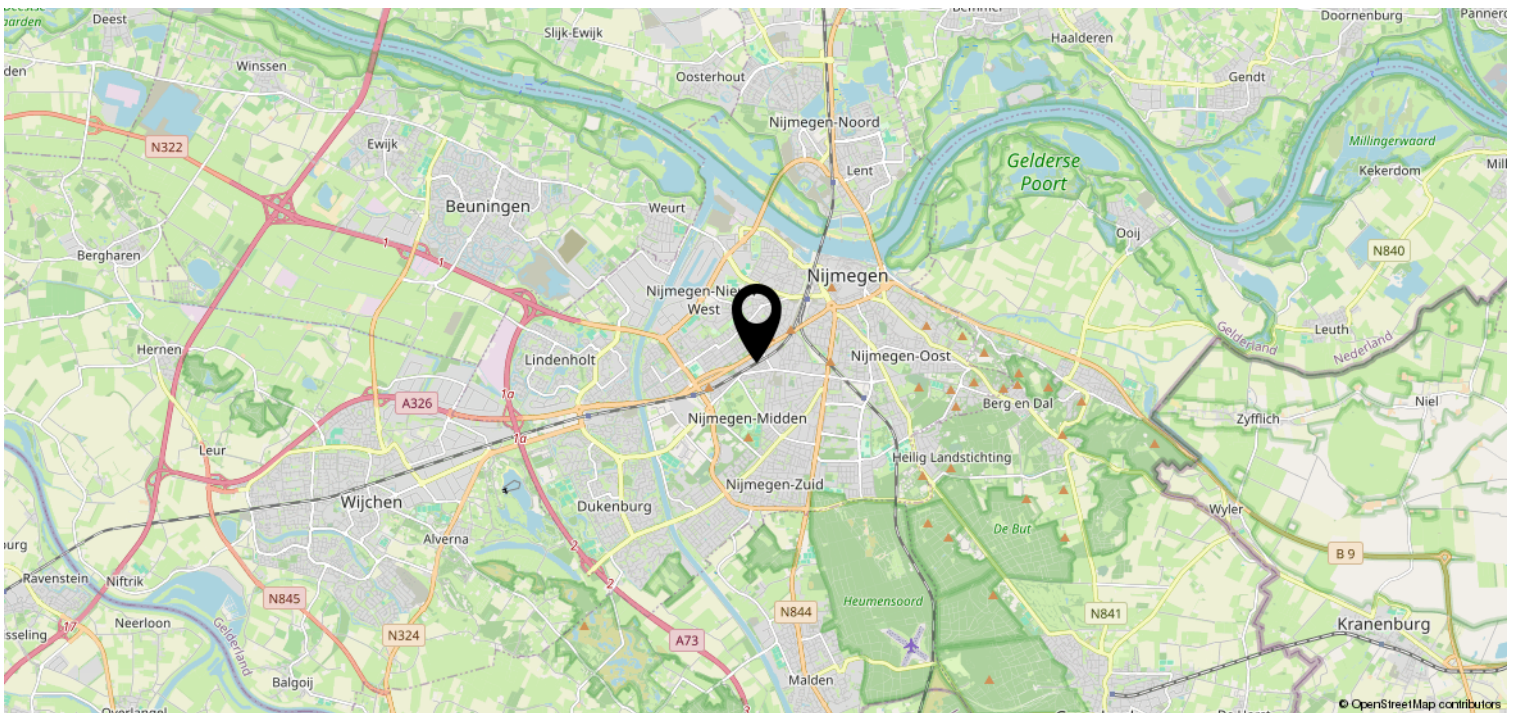 Deest
Slijk-Ewijk
Haalderen
Doornenburg
Winssen
Oosterhout
Gendt
Nijmegen-Noord
N322
Ewijk
Lent
Gelderse
Poort
Millingerwaard
Kekerdom
Beuningen
Weurt
Ooij
Bergharen
1
1
N840
Nijmegen
Nijmegen-Nie
West
Leuth
Gelderland
Nederland
Hernen
Lindenholt
Nijmegen-Oost
A326
1a
Berg en Dal
Niel
Zyfflich
Nijmegen-Midden
1a
Leur
Heilig Landstichting
Nijmegen-Zuid
Wijchen
Dukenburg
Wyler
De But
Alverna
2
B 9
Ravenstein
Niftrik
2
N845
Heumensoord
N844
N841
Neerloon
17
sseling
N324
Gelderland
A73
Kranenburg
Balgoij
Malden
© OpenStreetMap contributors